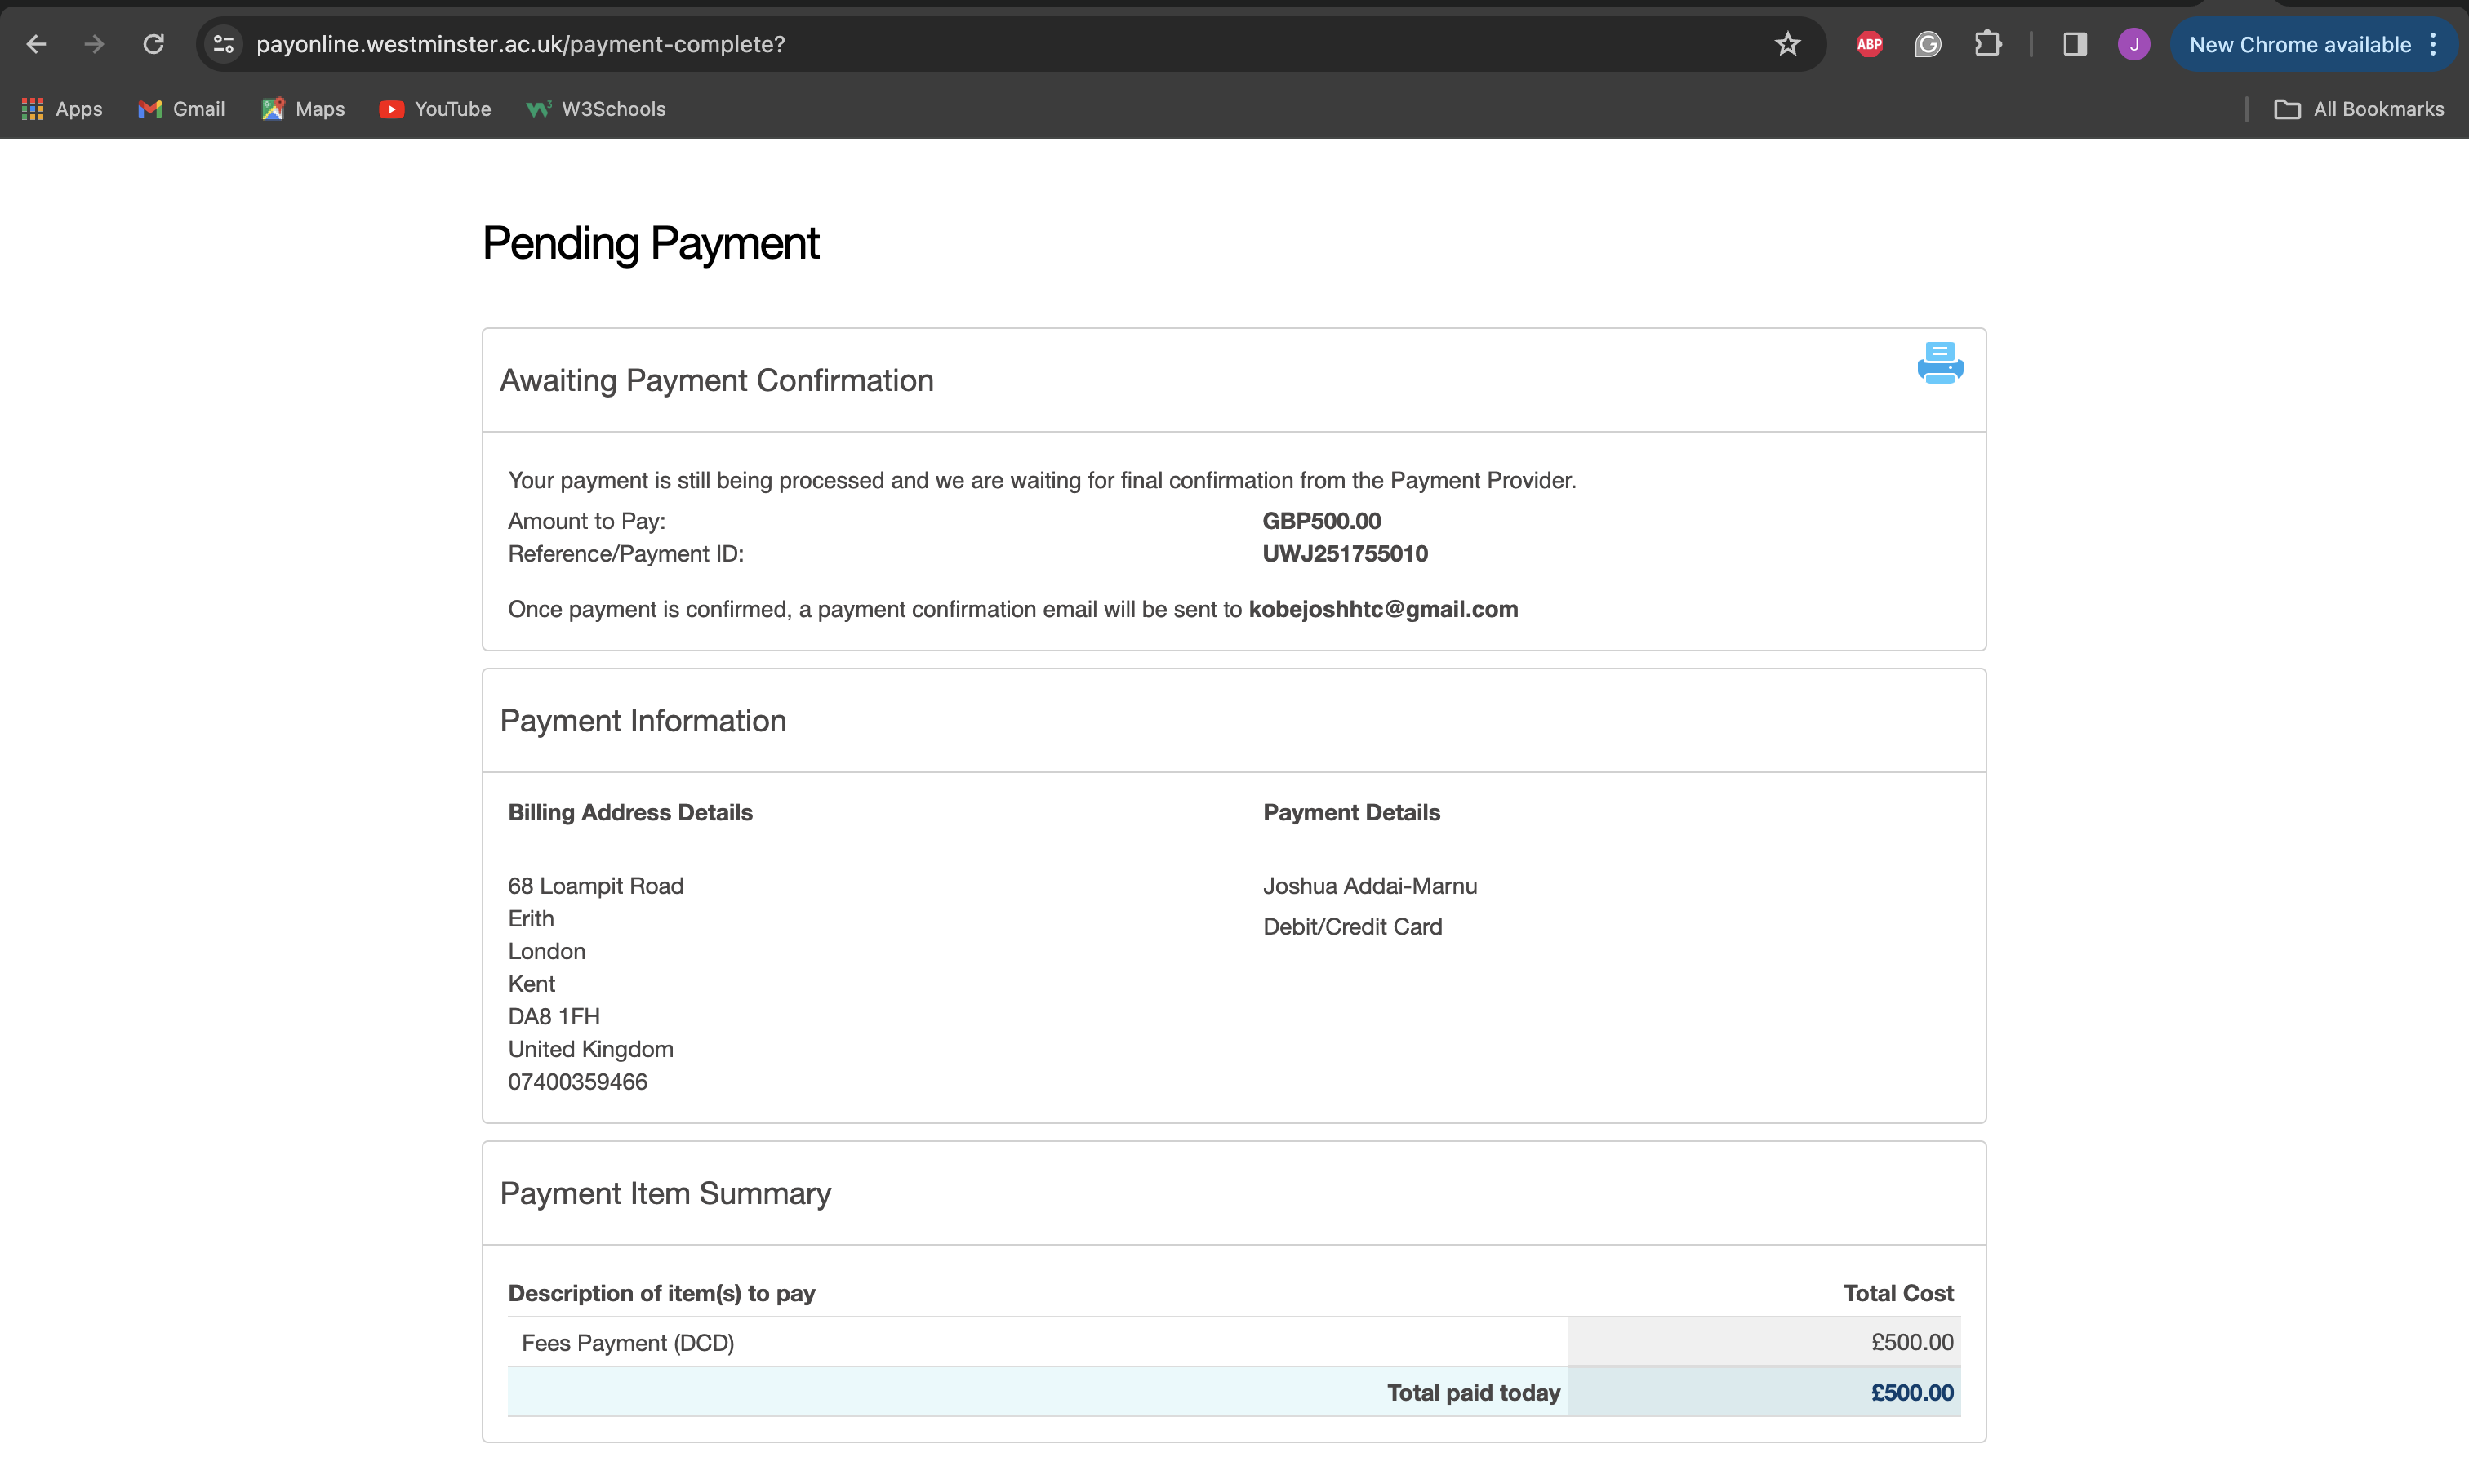 payonline.westminster.ac.uk/payment-complete?
ABP
G
J
New Chrome available
Apps
Gmail
Maps
YouTube
W3Schools
All Bookmarks
Pending Payment
Awaiting Payment Confirmation
Your payment is still being processed and we are waiting for final confirmation from the Payment Provider.
Amount to Pay: GBP500.00
Reference/Payment ID: UWJ251755010
Once payment is confirmed, a payment confirmation email will be sent to kobejoshhtc@gmail.com
Payment Information
Billing Address Details
68 Loampit Road
Erith
London
Kent
DA8 1FH
United Kingdom
07400359466
Payment Details
Joshua Addai-Marnu
Debit/Credit Card
Payment Item Summary
Description of item(s) to pay Total Cost
Fees Payment (DCD) £500.00
Total paid today £500.00